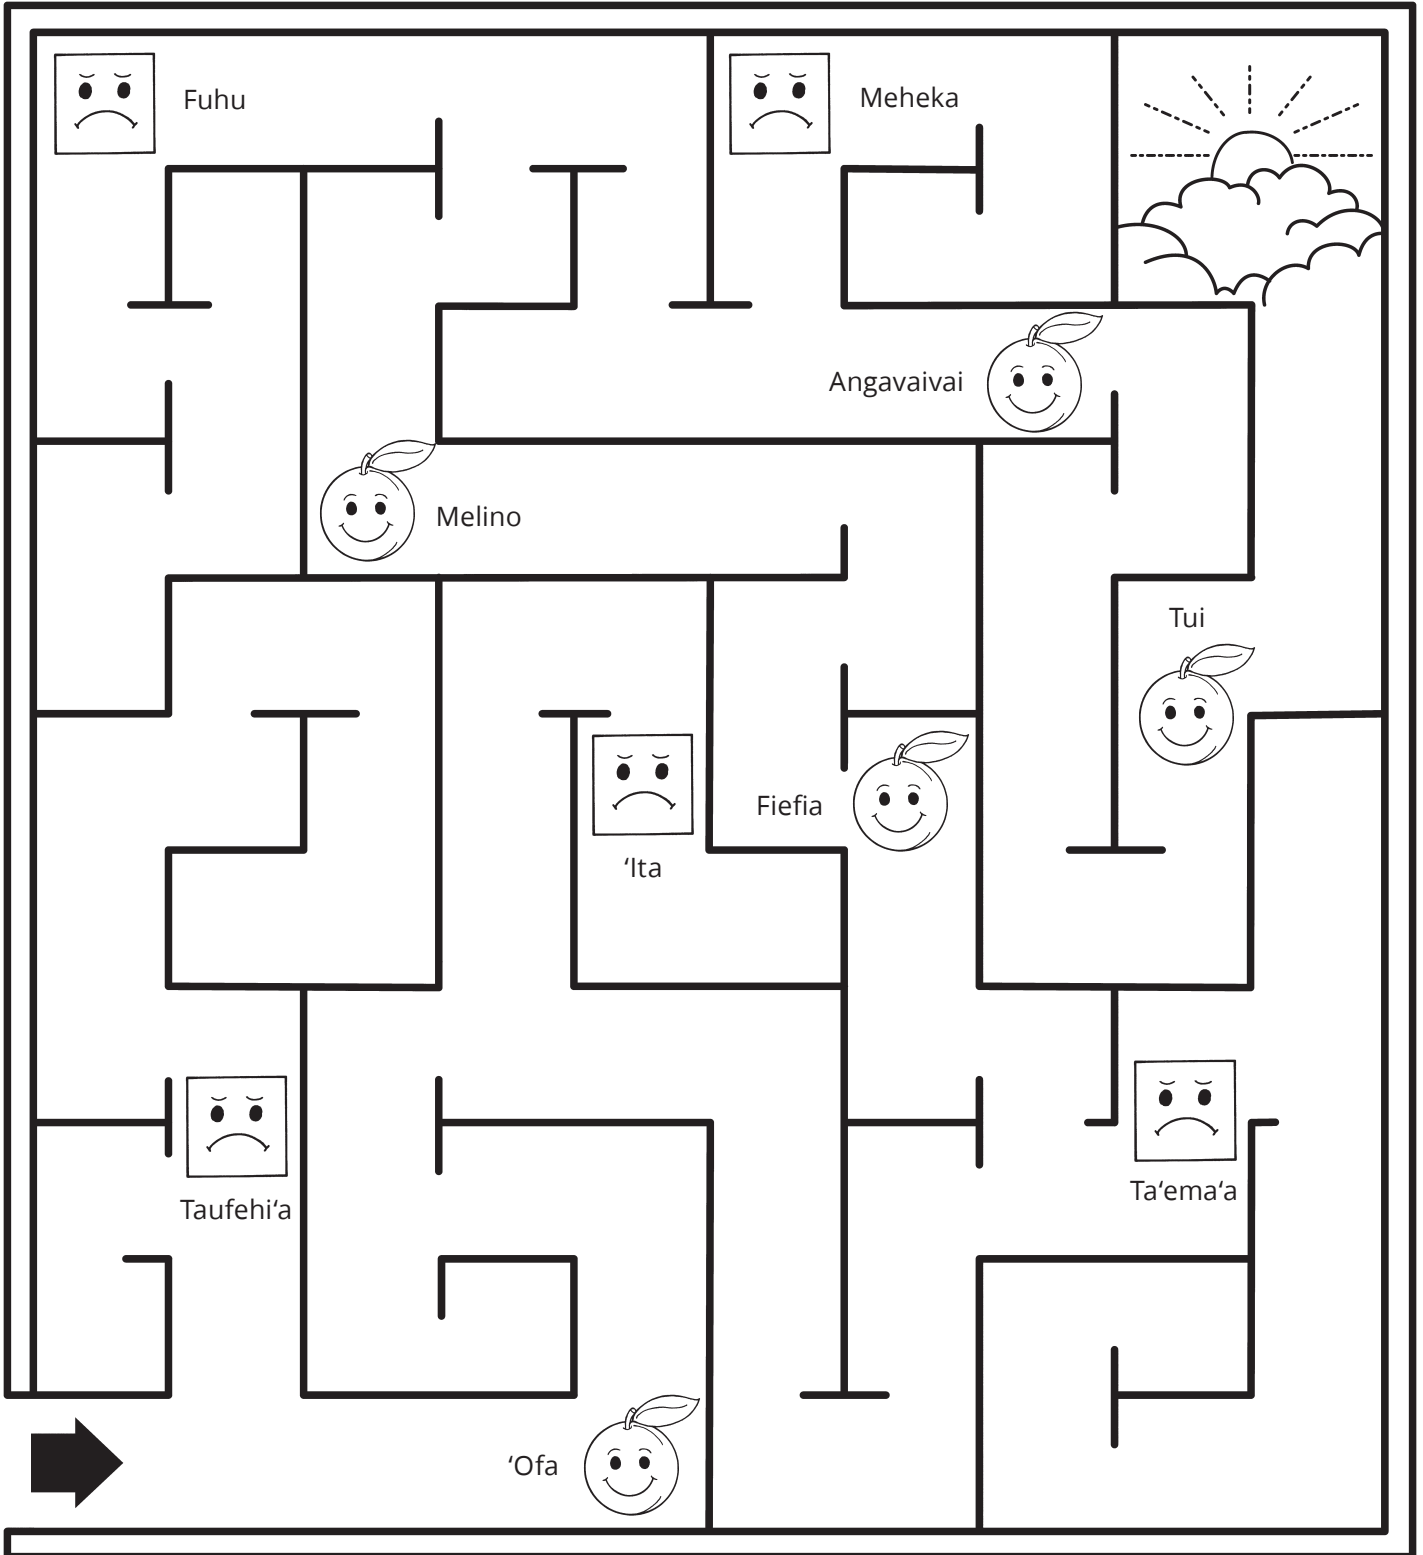 Fuhu
Meheka
Angavaivai
Melino
Tui
Fiefia
‘Ita
Taufehi‘a
Ta‘ema‘a
‘Ofa